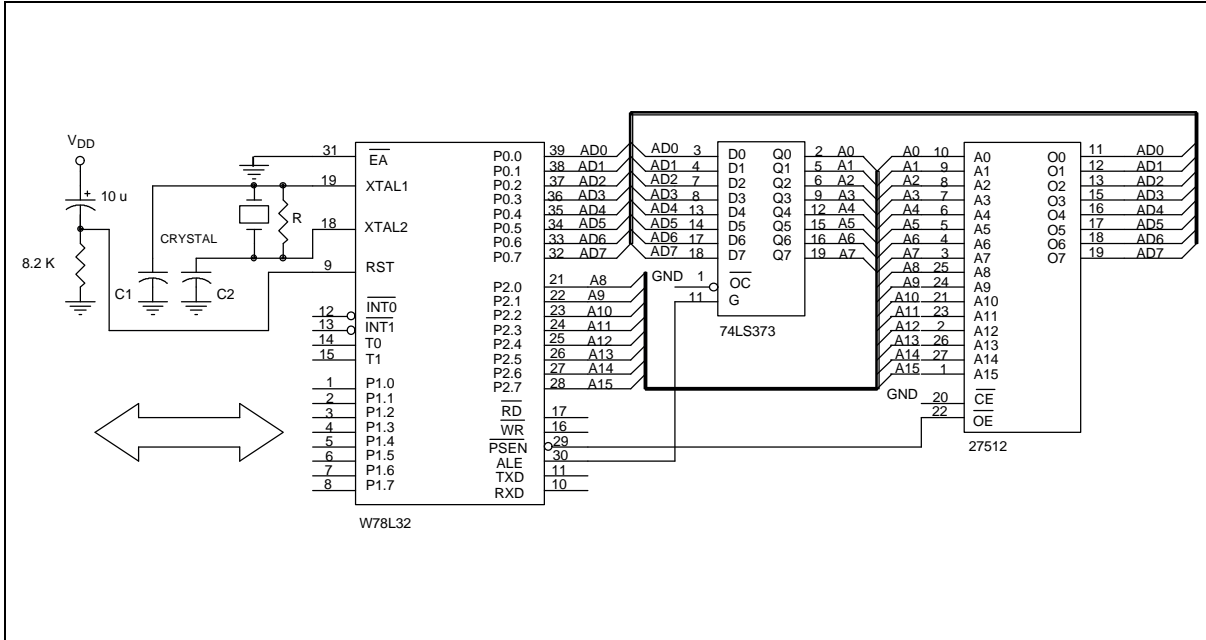 VDD
10 u
8.2 K
C1
C2
CRYSTAL
R
31 EA
19 XTAL1
18 XTAL2
9 RST
12 INT0
13 INT1
14 T0
15 T1
1 P1.0
2 P1.1
3 P1.2
4 P1.3
5 P1.4
6 P1.5
7 P1.6
8 P1.7
P0.0 39 AD0
P0.1 38 AD1
P0.2 37 AD2
P0.3 36 AD3
P0.4 35 AD4
P0.5 34 AD5
P0.6 33 AD6
P0.7 32 AD7
P2.0 21 A8
P2.1 22 A9
P2.2 23 A10
P2.3 24 A11
P2.4 25 A12
P2.5 26 A13
P2.6 27 A14
P2.7 28 A15
RD 17
WR 16
PSEN 29
ALE 30
TXD 11
RXD 10
W78L32
AD0 3 D0 Q0 2 A0
AD1 4 D1 Q1 5 A1
AD2 7 D2 Q2 6 A2
AD3 8 D3 Q3 9 A3
AD4 13 D4 Q4 12 A4
AD5 14 D5 Q5 15 A5
AD6 17 D6 Q6 16 A6
AD7 18 D7 Q7 19 A7
GND 1 OC
11 G
74LS373
A0 10 A0 O0 11 AD0
A1 9 A1 O1 12 AD1
A2 8 A2 O2 13 AD2
A3 7 A3 O3 15 AD3
A4 6 A4 O4 16 AD4
A5 5 A5 O5 17 AD5
A6 4 A6 O6 18 AD6
A7 3 A7 O7 19 AD7
A8 25 A8
A9 24 A9
A10 21 A10
A11 23 A11
A12 2 A12
A13 26 A13
A14 27 A14
A15 1 A15
GND 20 CE
22 OE
27512